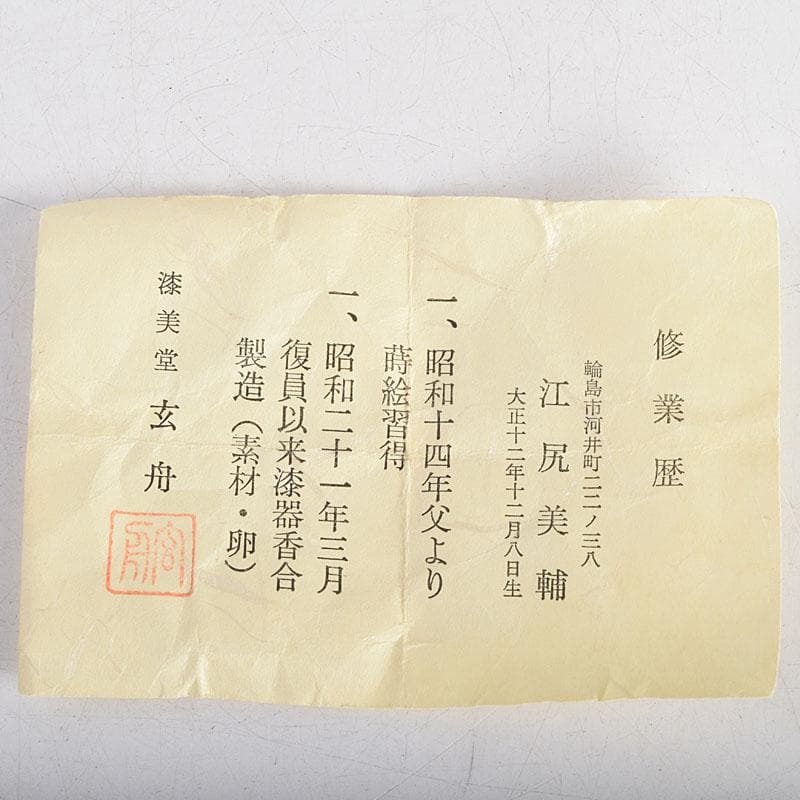 修業歴
輪島市河井町二二ノ三八
江尻美輔
大正十二年十二月八日生
一、昭和十四年父より
蒔絵習得
一、昭和二十一年三月
復員以来漆器香合
製造(素材・卵)
漆美堂 玄舟